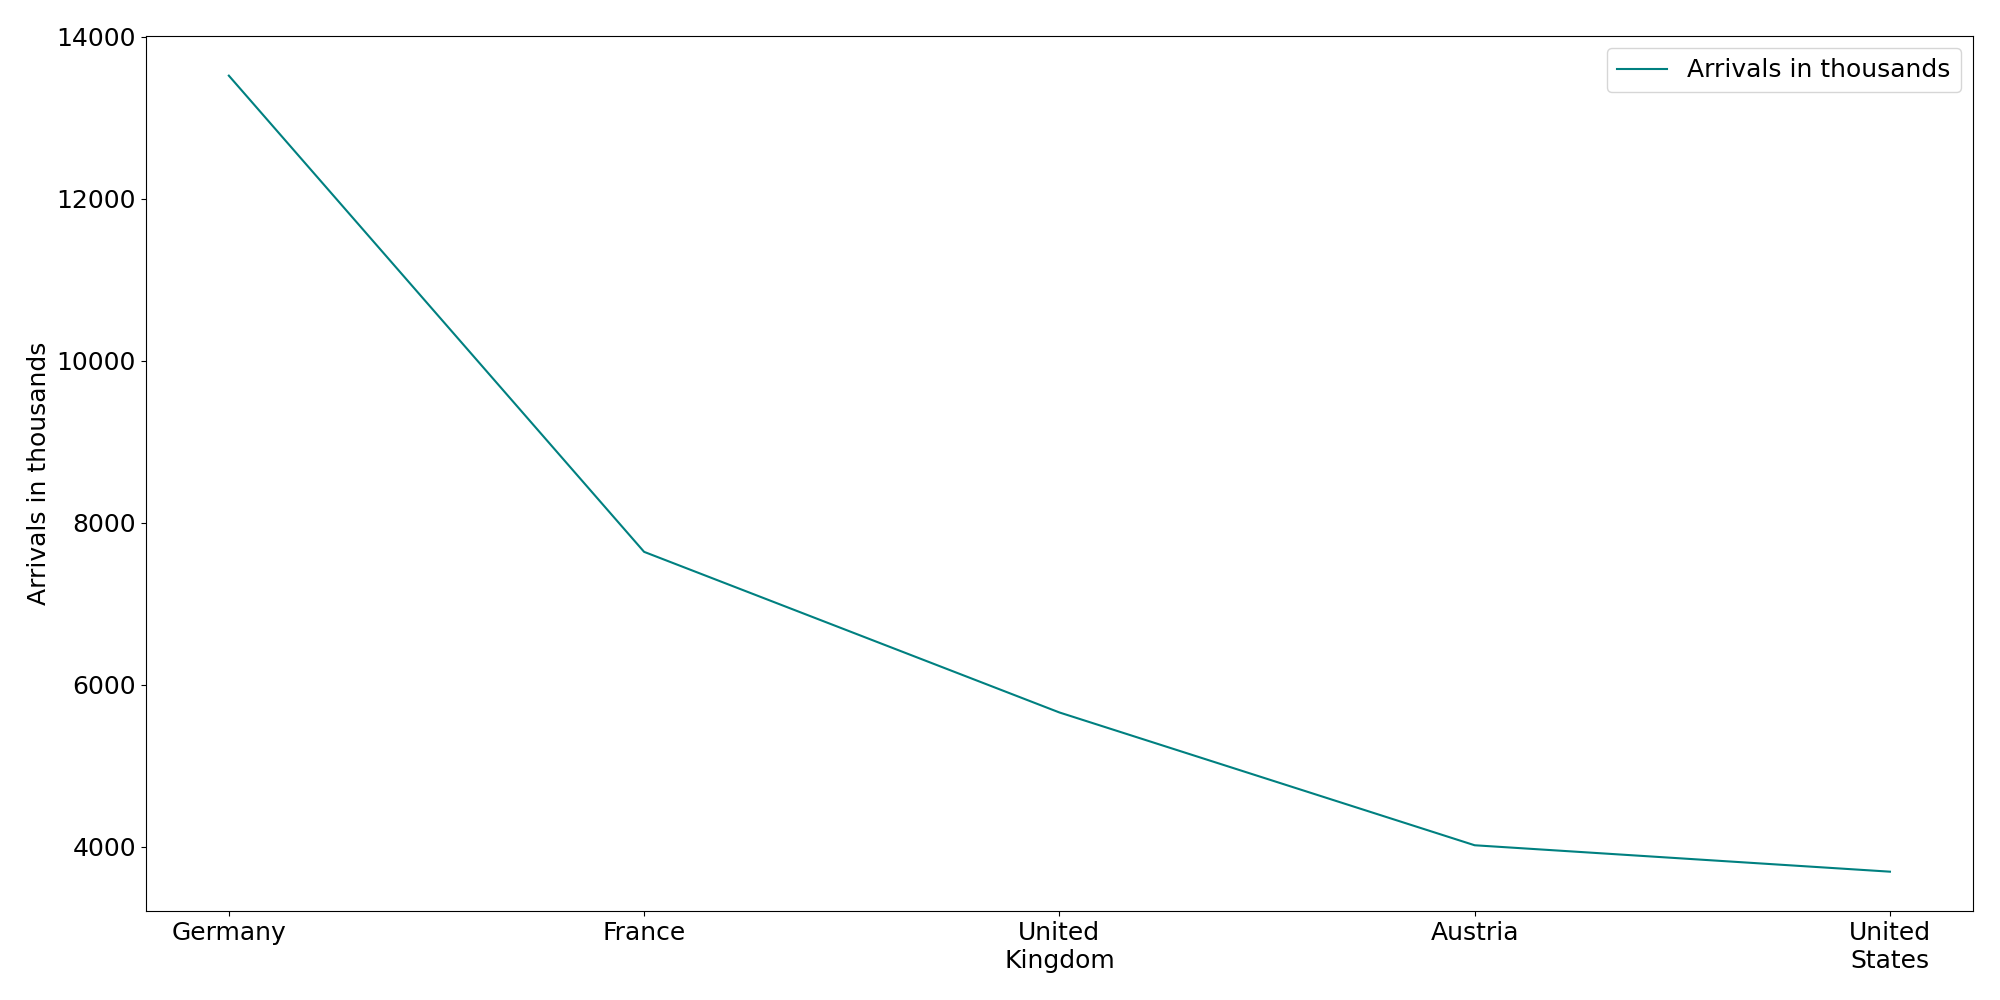 14000
12000
10000
8000
6000
4000
Arrivals in thousands
Arrivals in thousands
Germany
France
United
Kingdom
Austria
United
States